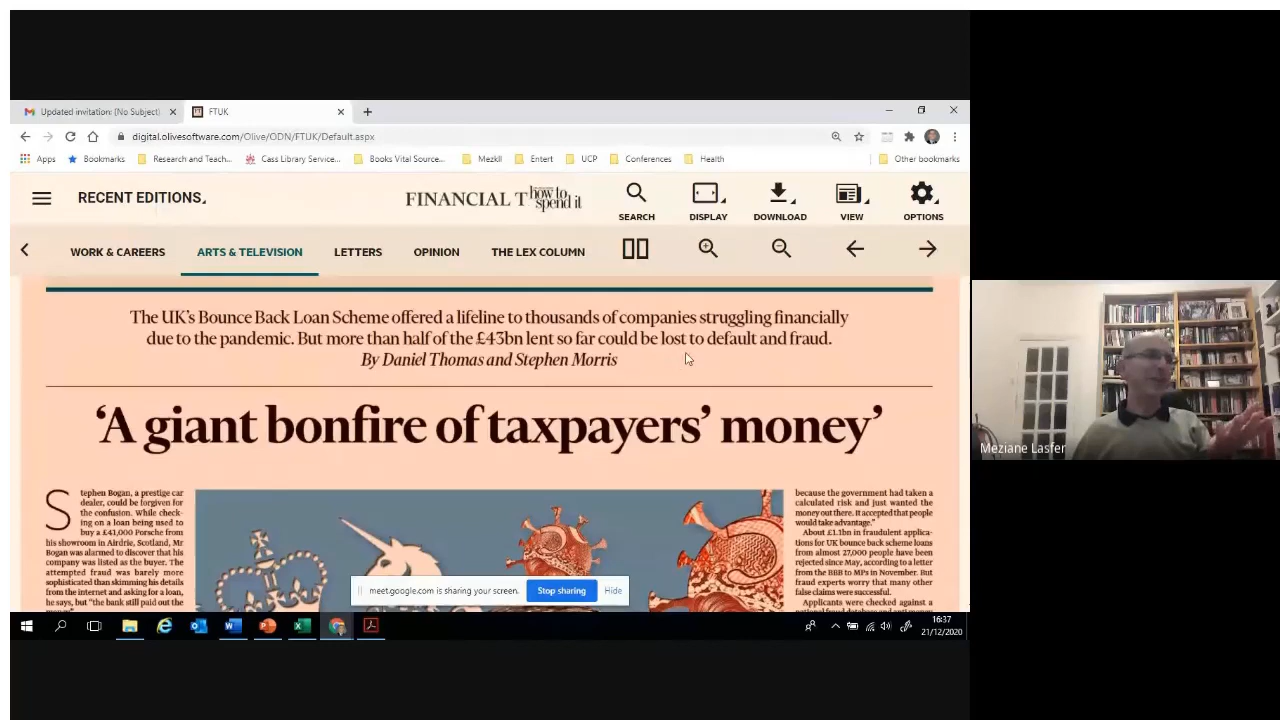 Updated invitation: [No Subject]
FTUK
digital.olivesoftware.com/Olive/ODN/FTUK/Default.aspx
Apps
Bookmarks
Research and Teach...
Cass Library Service...
Books Vital Source...
Mezkll
Entert
UCP
Conferences
Health
Other bookmarks
RECENT EDITIONS
FINANCIAL T
how to
spend it
SEARCH
DISPLAY
DOWNLOAD
VIEW
OPTIONS
WORK & CAREERS
ARTS & TELEVISION
LETTERS
OPINION
THE LEX COLUMN
The UK's Bounce Back Loan Scheme offered a lifeline to thousands of companies struggling financially
due to the pandemic. But more than half of the £43bn lent so far could be lost to default and fraud.
By Daniel Thomas and Stephen Morris
‘A giant bonfire of taxpayers’ money’
Stephen Bogan, a prestige car
dealer, could be forgiven for
the confusion. While check-
ing on a loan being used to
buy a £41,000 Porsche from
his showroom in Airdrie, Scotland, Mr
Bogan was alarmed to discover that his
company was listed as the buyer. The
attempted fraud was barely more
sophisticated than skimming his details
from the internet and asking for a loan,
he says, but “the bank still paid out the
because the government had taken a
calculated risk and just wanted the
money out there. It accepted that people
would take advantage.”
About £1.1bn in fraudulent applica-
tions for UK bounce back scheme loans
from almost 27,000 people have been
rejected since May, according to a letter
from the BBB to MPs in November. But
fraud experts worry that many other
false claims were successful.
Applicants were checked against a
meet.google.com is sharing your screen.
Stop sharing
Hide
16:37
21/12/2020
Meziane Lasfer